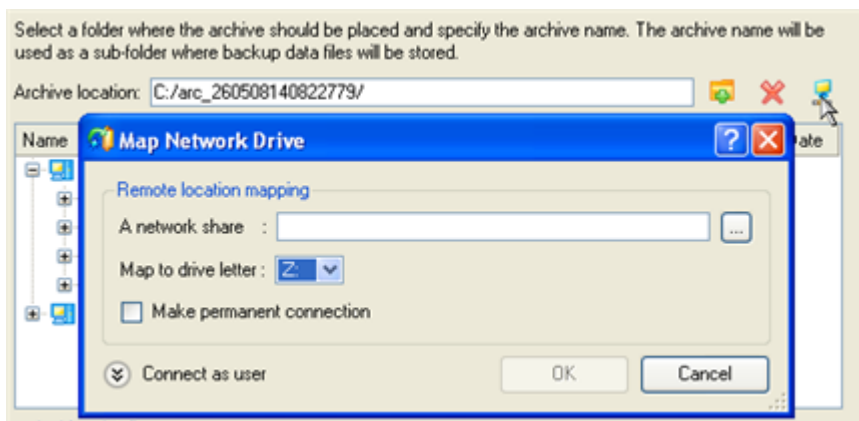 Select a folder where the archive should be placed and specify the archive name. The archive name will be
used as a sub-folder where backup data files will be stored.
Archive location: C:/arc_260508140822779/
Name ate
Map Network Drive
Remote location mapping
A network share :
...
Map to drive letter : Z:
Make permanent connection
Connect as user OK Cancel